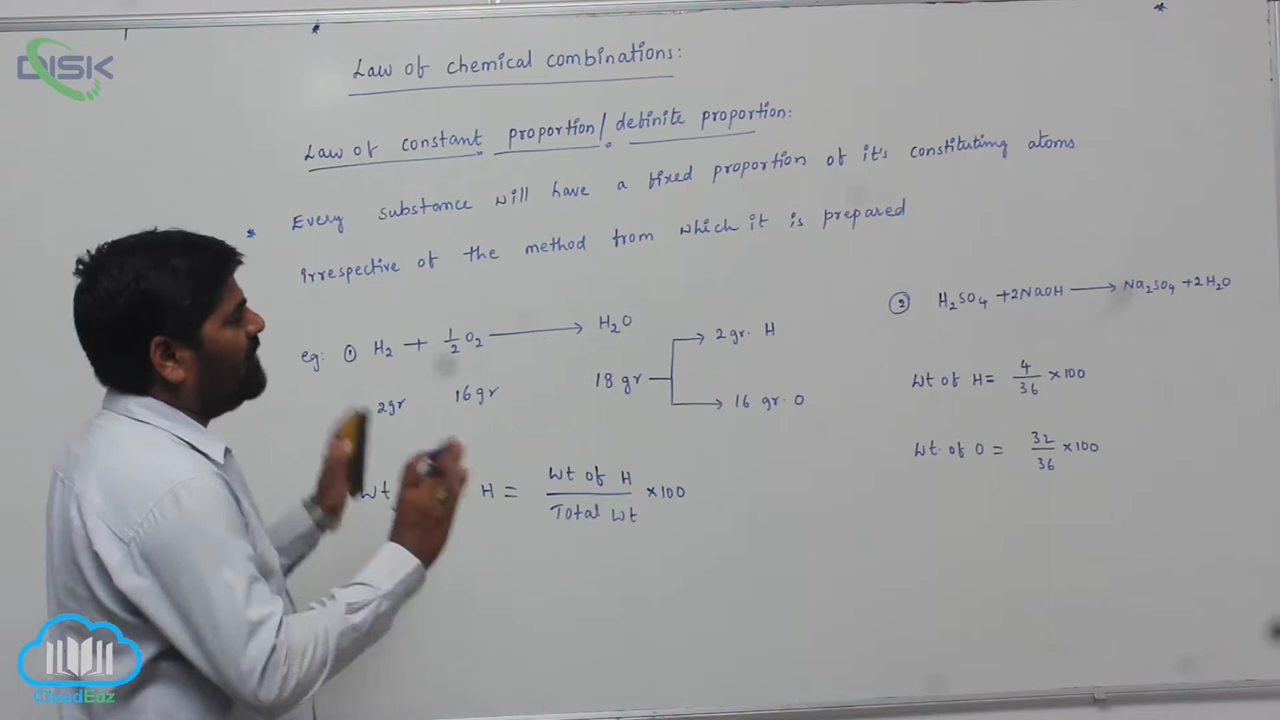 DISK
Law of chemical combinations:
Law of constant proportion/definite proportion:
* Every substance will have a fixed proportion of it's constituting atoms
irrespective of the method from which it is prepared
eg: ① H₂ + 1/2 O₂ → H₂O
2gr 16gr 18 gr → 2 gr. H
→ 16 gr. O
wt H = wt of H / Total wt ×100
② H₂SO₄ + 2NaOH → Na₂SO₄ + 2H₂O
wt of H = 4/36 ×100
wt. of O = 32/36 ×100
CloudEdz